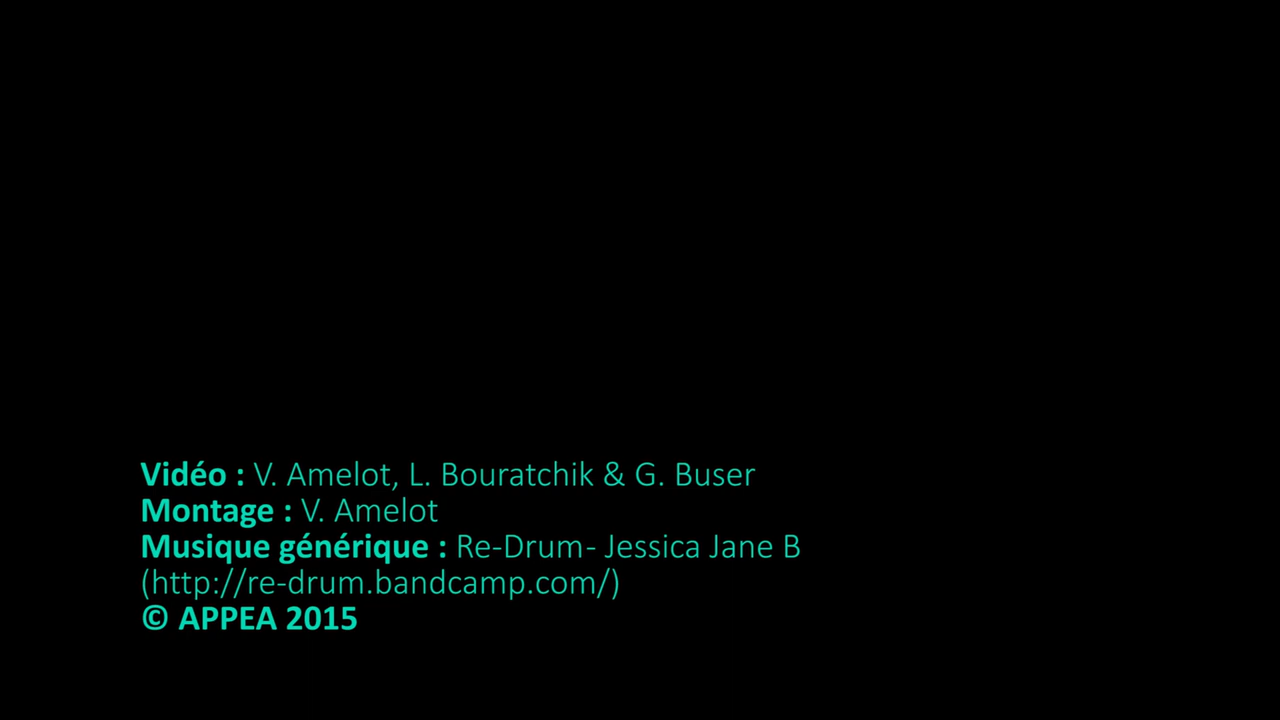 Vidéo : V. Amelot, L. Bouratchik & G. Buser
Montage : V. Amelot
Musique générique : Re-Drum- Jessica Jane B
(http://re-drum.bandcamp.com/)
© APPEA 2015